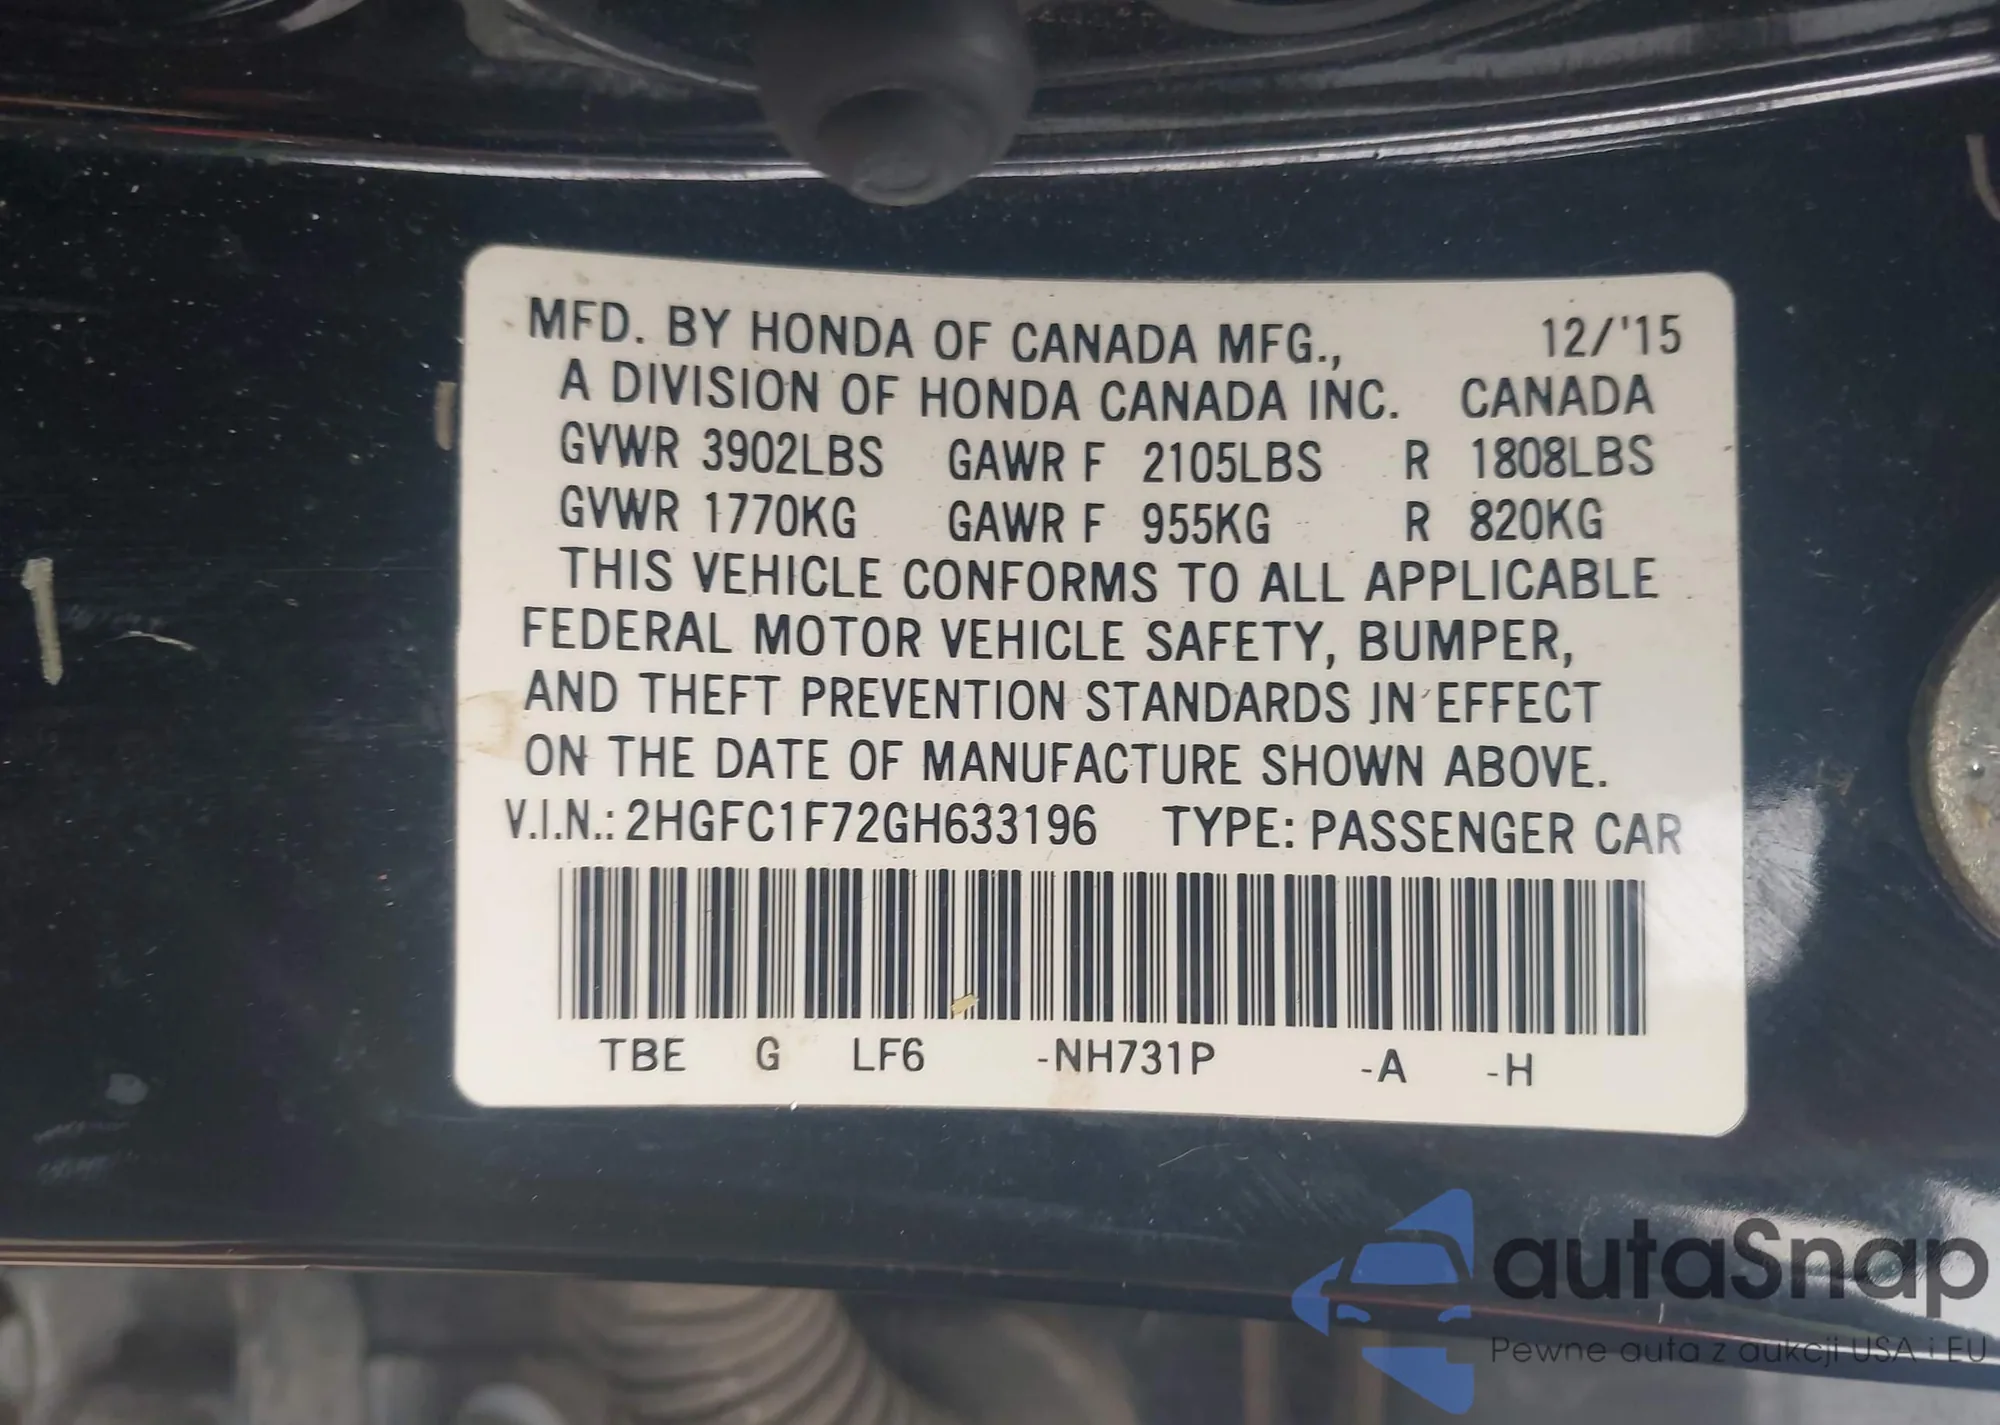 MFD. BY HONDA OF CANADA MFG., 12/'15
A DIVISION OF HONDA CANADA INC. CANADA
GVWR 3902LBS GAWR F 2105LBS R 1808LBS
GVWR 1770KG GAWR F 955KG R 820KG
THIS VEHICLE CONFORMS TO ALL APPLICABLE
FEDERAL MOTOR VEHICLE SAFETY, BUMPER,
AND THEFT PREVENTION STANDARDS IN EFFECT
ON THE DATE OF MANUFACTURE SHOWN ABOVE.
V.I.N.: 2HGFC1F72GH633196 TYPE: PASSENGER CAR
TBE G LF6 -NH731P -A -H
autaSnap
Pewne auta z aukcji USA i EU